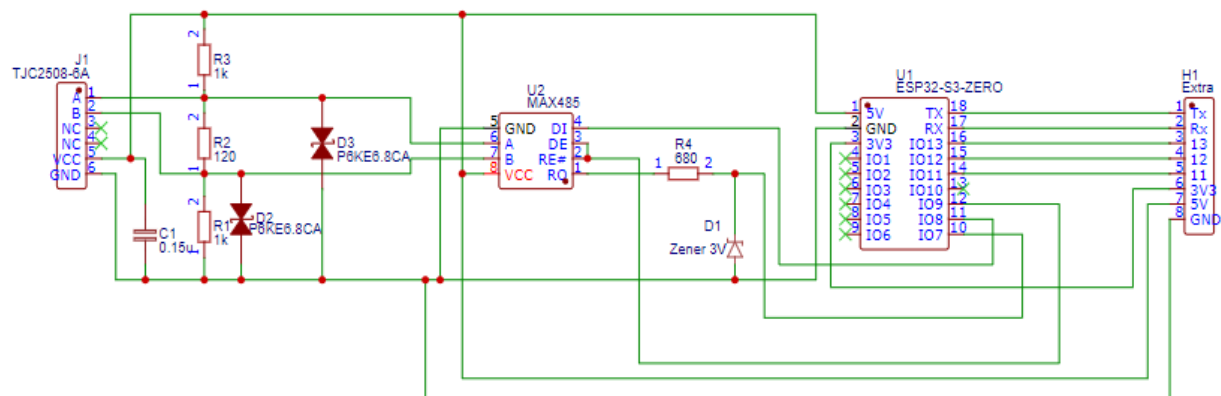 J1
TJC2508-6A
1
A
2
B
3
NC
4
NC
5
VCC
6
GND
2
R3
1k
1
R2
120
1
2
R1
1k
1
C1
0.15u
D2
P6KE6.8CA
D3
P6KE6.8CA
U2
MAX485
5
GND
6
A
7
B
8
VCC
DI
4
DE
3
RE#
2
RO
1
R4
1
680
2
D1
Zener 3V
U1
ESP32-S3-ZERO
1
5V
2
GND
3
3V3
4
IO1
5
IO2
6
IO3
7
IO4
8
IO5
9
IO6
TX
18
RX
17
IO13
16
IO12
15
IO11
14
IO10
13
IO9
12
IO8
11
IO7
10
H1
Extra
1
Tx
2
Rx
3
13
4
12
5
11
6
3V3
7
5V
8
GND